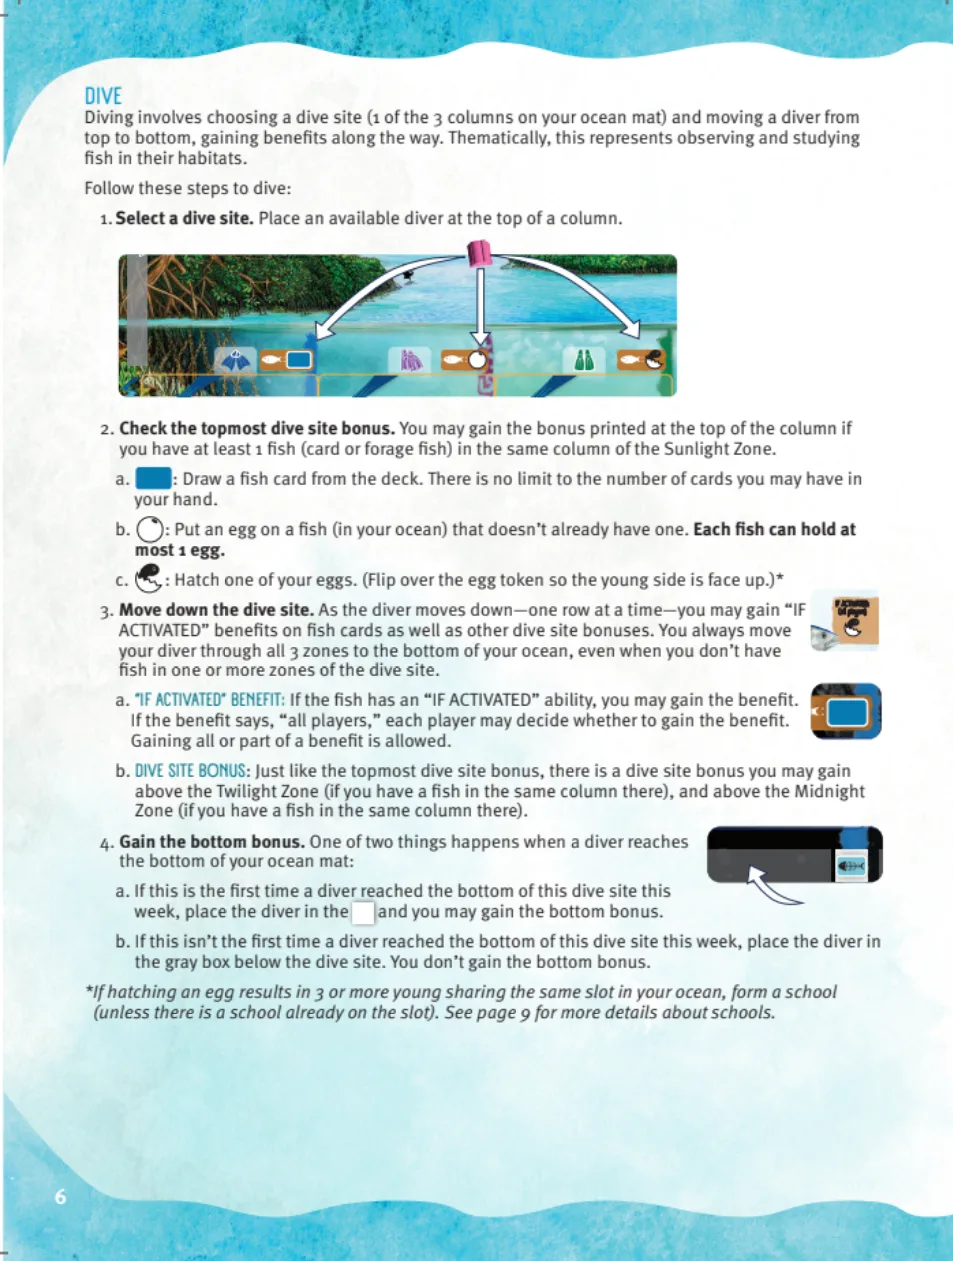 DIVE
Diving involves choosing a dive site (1 of the 3 columns on your ocean mat) and moving a diver from
top to bottom, gaining benefits along the way. Thematically, this represents observing and studying
fish in their habitats.
Follow these steps to dive:
1. Select a dive site. Place an available diver at the top of a column.
2. Check the topmost dive site bonus. You may gain the bonus printed at the top of the column if
you have at least 1 fish (card or forage fish) in the same column of the Sunlight Zone.
a. : Draw a fish card from the deck. There is no limit to the number of cards you may have in
your hand.
b. : Put an egg on a fish (in your ocean) that doesn't already have one. Each fish can hold at
most 1 egg.
c. : Hatch one of your eggs. (Flip over the egg token so the young side is face up.)*
3. Move down the dive site. As the diver moves down—one row at a time—you may gain “IF
ACTIVATED” benefits on fish cards as well as other dive site bonuses. You always move
your diver through all 3 zones to the bottom of your ocean, even when you don't have
fish in one or more zones of the dive site.
IF ACTIVATED
(all players)
a. "IF ACTIVATED" BENEFIT: If the fish has an “IF ACTIVATED” ability, you may gain the benefit.
If the benefit says, “all players,” each player may decide whether to gain the benefit.
Gaining all or part of a benefit is allowed.
b. DIVE SITE BONUS: Just like the topmost dive site bonus, there is a dive site bonus you may gain
above the Twilight Zone (if you have a fish in the same column there), and above the Midnight
Zone (if you have a fish in the same column there).
4. Gain the bottom bonus. One of two things happens when a diver reaches
the bottom of your ocean mat:
a. If this is the first time a diver reached the bottom of this dive site this
week, place the diver in the and you may gain the bottom bonus.
b. If this isn't the first time a diver reached the bottom of this dive site this week, place the diver in
the gray box below the dive site. You don't gain the bottom bonus.
*If hatching an egg results in 3 or more young sharing the same slot in your ocean, form a school
(unless there is a school already on the slot). See page 9 for more details about schools.
6